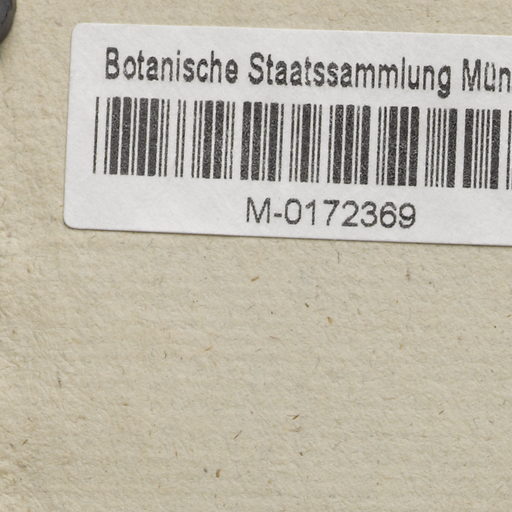 Botanische Staatssammlung Mün
M-0172369